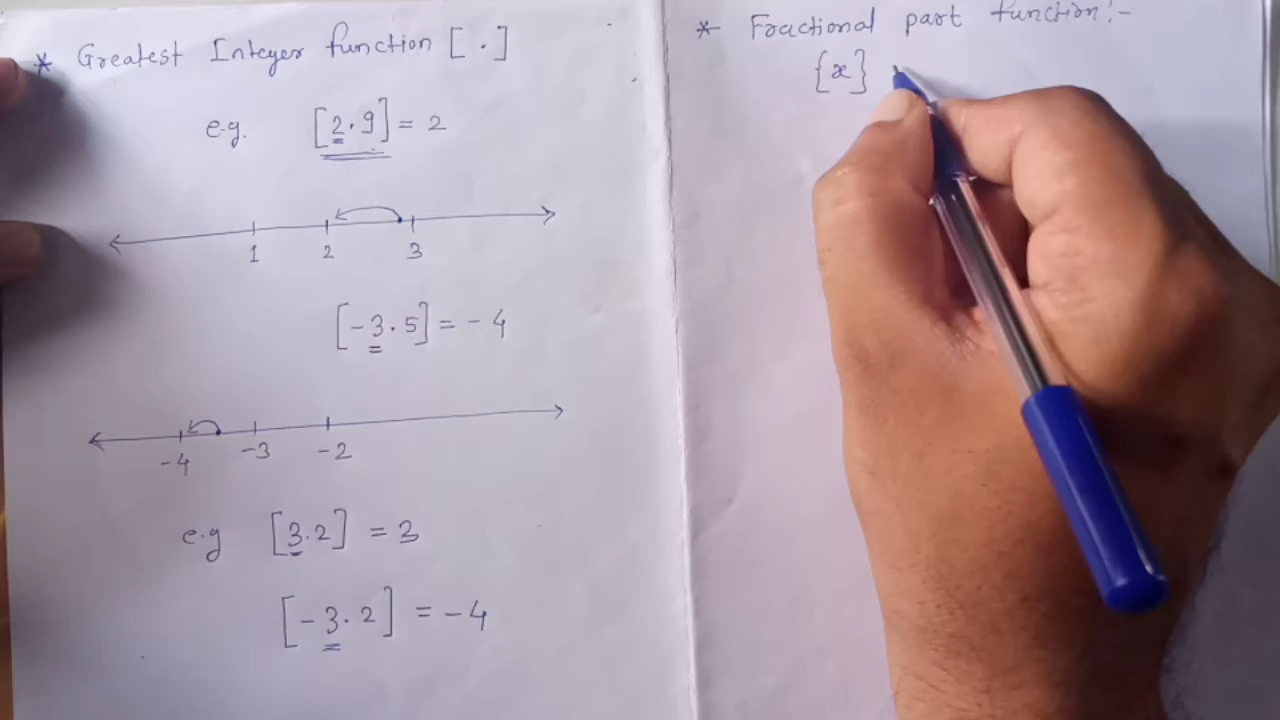 * Greatest Integer function [ . ]
e.g. [2.9] = 2
1 2 3
[-3.5] = -4
-4 -3 -2
e.g [3.2] = 3
[-3.2] = -4
* Fractional part function:-
{x}